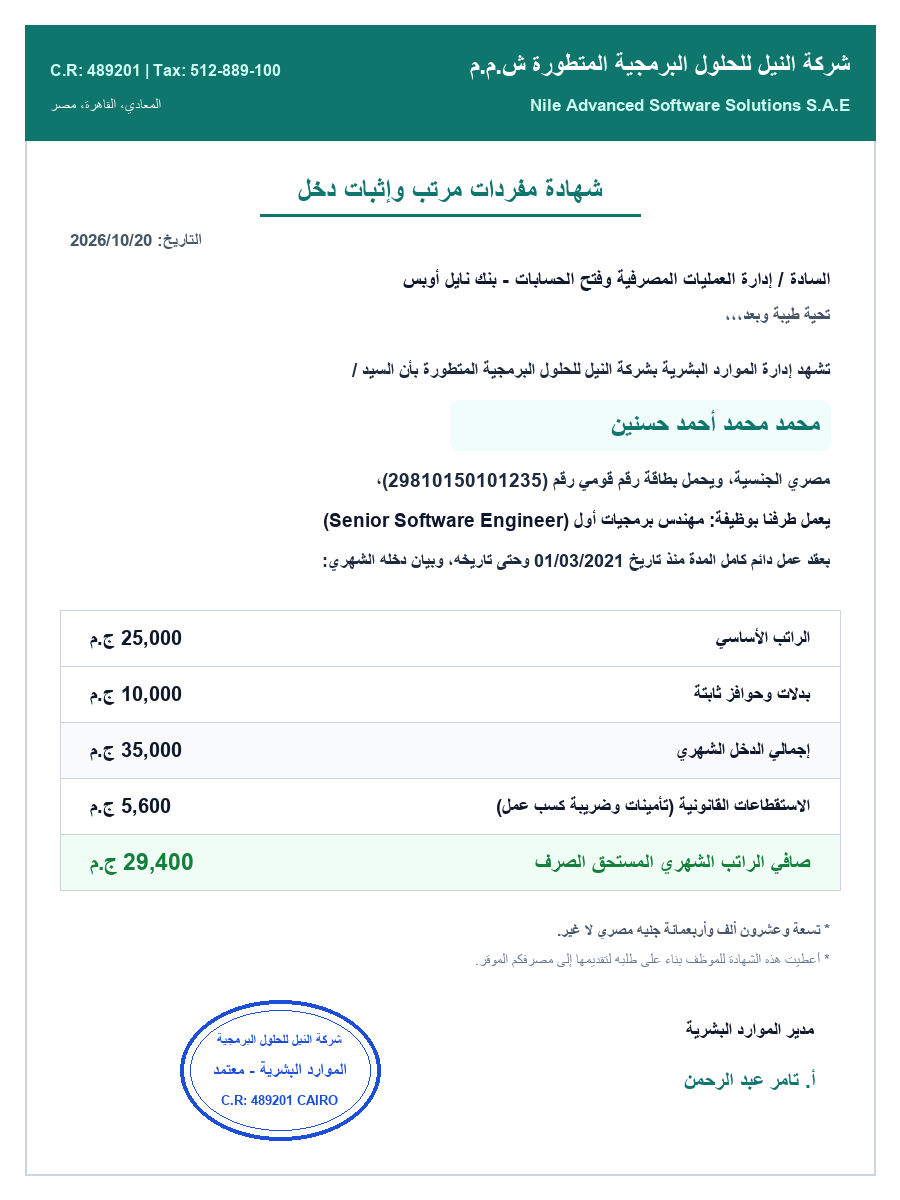 شركة النيل للحلول البرمجية المتطورة ش.م.م
Nile Advanced Software Solutions S.A.E
C.R: 489201 | Tax: 512-889-100
المعادي، القاهرة، مصر
شهادة مفردات مرتب وإثبات دخل
التاريخ: 2026/10/20
السادة / إدارة العمليات المصرفية وفتح الحسابات - بنك نايل أوبس
تحية طيبة وبعد،،،
تشهد إدارة الموارد البشرية بشركة النيل للحلول البرمجية المتطورة بأن السيد /
محمد محمد أحمد حسنين
مصري الجنسية، ويحمل بطاقة رقم قومي رقم (29810150101235)،
يعمل طرفنا بوظيفة: مهندس برمجيات أول (Senior Software Engineer)
بعقد عمل دائم كامل المدة منذ تاريخ 01/03/2021 وحتى تاريخه، وبيان دخله الشهري:
الراتب الأساسي 25,000 ج.م
بدلات وحوافز ثابتة 10,000 ج.م
إجمالي الدخل الشهري 35,000 ج.م
الاستقطاعات القانونية (تأمينات وضريبة كسب عمل) 5,600 ج.م
صافي الراتب الشهري المستحق الصرف 29,400 ج.م
* تسعة وعشرون ألف وأربعمائة جنيه مصري لا غير.
* أعطيت هذه الشهادة للموظف بناء على طلبه لتقديمها إلى مصرفكم الموقر.
مدير الموارد البشرية
أ. تامر عبد الرحمن
شركة النيل للحلول البرمجية
الموارد البشرية - معتمد
C.R: 489201 CAIRO